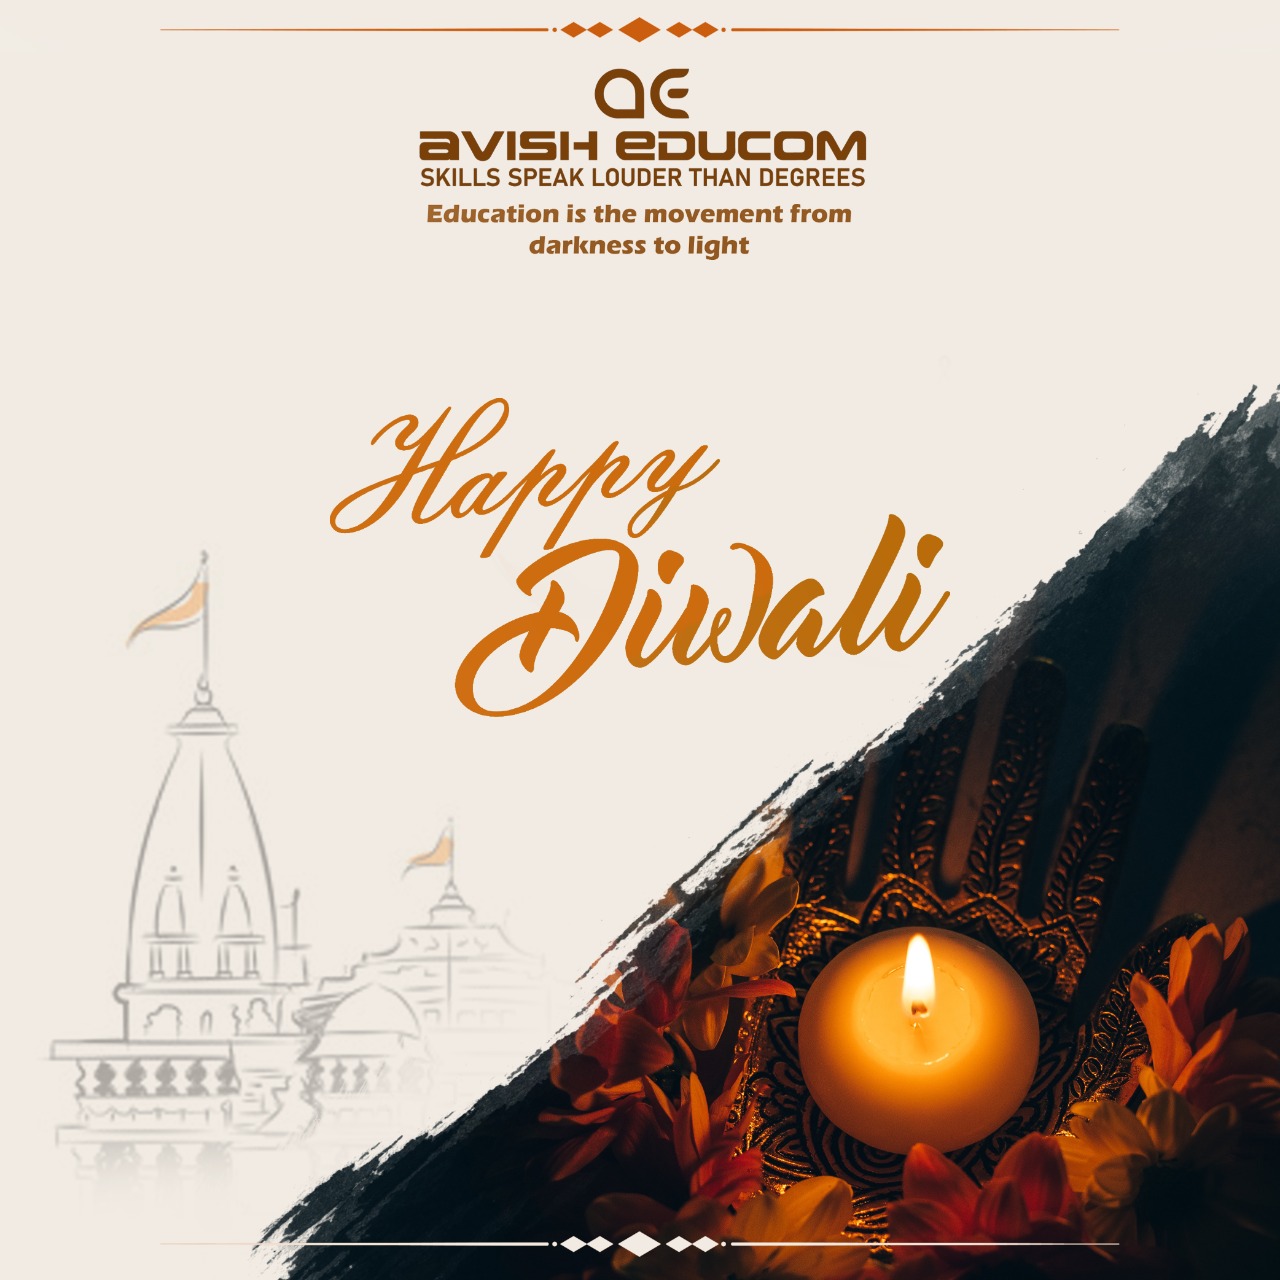 ae
AVISH EDUCOM
SKILLS SPEAK LOUDER THAN DEGREES
Education is the movement from
darkness to light
Happy
Diwali